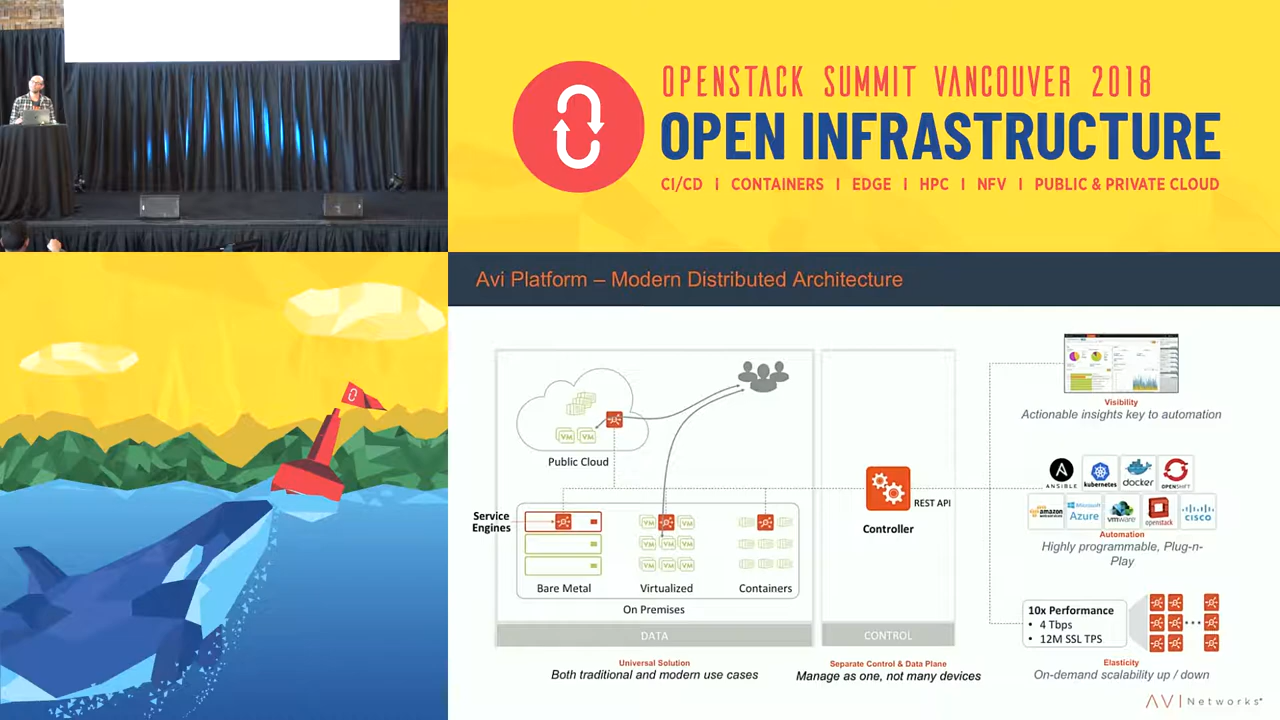 OPENSTACK SUMMIT VANCOUVER 2018
OPEN INFRASTRUCTURE
CI/CD | CONTAINERS | EDGE | HPC | NFV | PUBLIC & PRIVATE CLOUD
Avi Platform – Modern Distributed Architecture
VM VM
Public Cloud
Service
Engines
VM VM
VM VM VM
VM VM VM
Bare Metal
Virtualized
Containers
On Premises
DATA
Universal Solution
Both traditional and modern use cases
REST API
Controller
CONTROL
Separate Control & Data Plane
Manage as one, not many devices
Visibility
Actionable insights key to automation
ANSIBLE
kubernetes
docker
OPENSHIFT
amazon
Microsoft
Azure
vmware
openstack
CISCO
Automation
Highly programmable, Plug-n-
Play
10x Performance
• 4 Tbps
• 12M SSL TPS
Elasticity
On-demand scalability up / down
AVI Networks